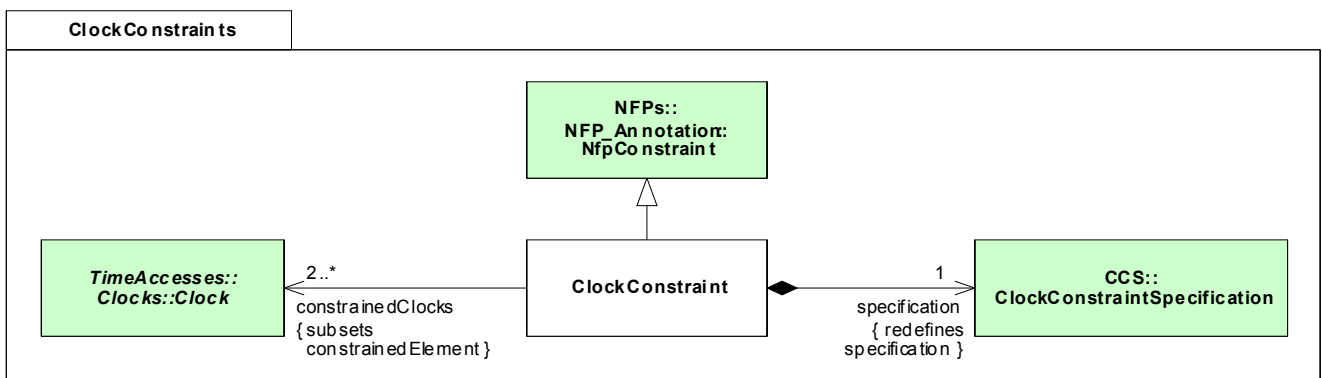 ClockConstraints
NFPs::
NFP_Annotation::
NfpConstraint
TimeAccesses::
Clocks::Clock
2..*
constrainedClocks
{ subsets
constrainedElement }
ClockConstraint
1
specification
{ redefines
specification }
CCS::
ClockConstraintSpecification